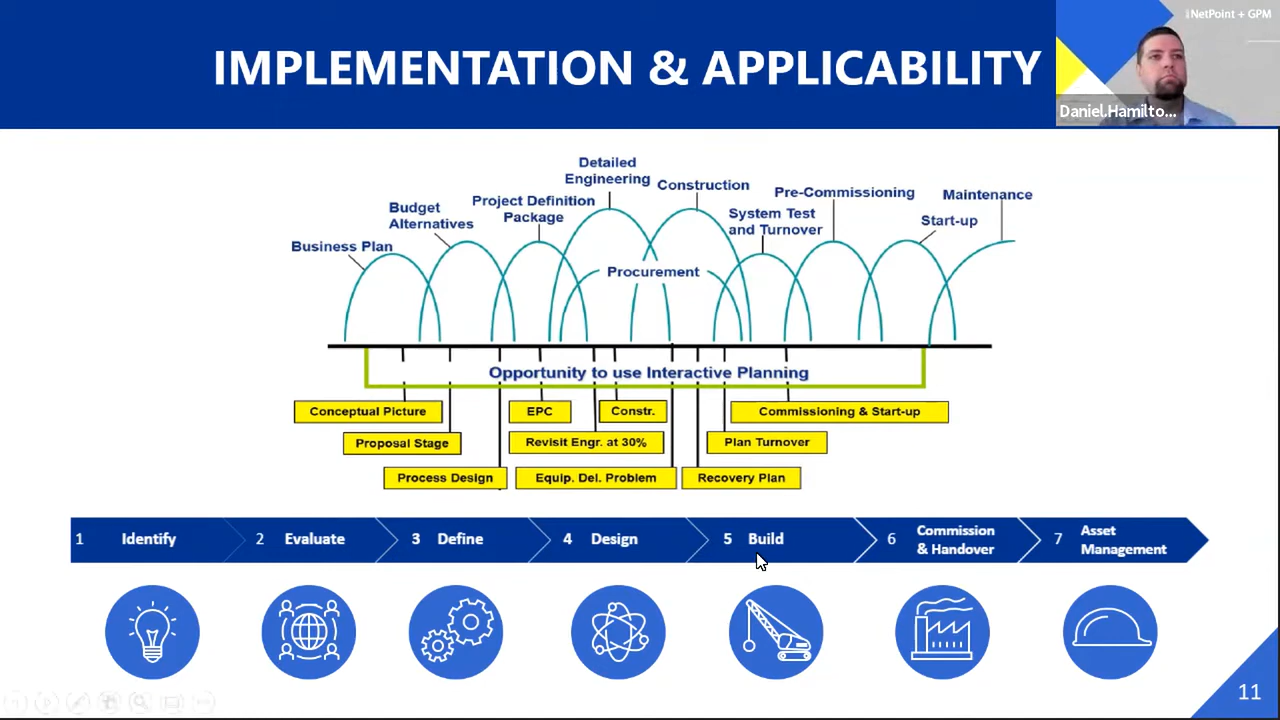 IMPLEMENTATION & APPLICABILITY
NetPoint + GPM
Daniel.Hamilto...
Detailed
Engineering
Construction
Pre-Commissioning
Maintenance
Project Definition
Package
Budget
Alternatives
System Test
and Turnover
Start-up
Business Plan
Procurement
Opportunity to use Interactive Planning
Conceptual Picture
EPC
Constr.
Commissioning & Start-up
Proposal Stage
Revisit Engr. at 30%
Plan Turnover
Process Design
Equip. Del. Problem
Recovery Plan
1 Identify
2 Evaluate
3 Define
4 Design
5 Build
6 Commission
& Handover
7 Asset
Management
11